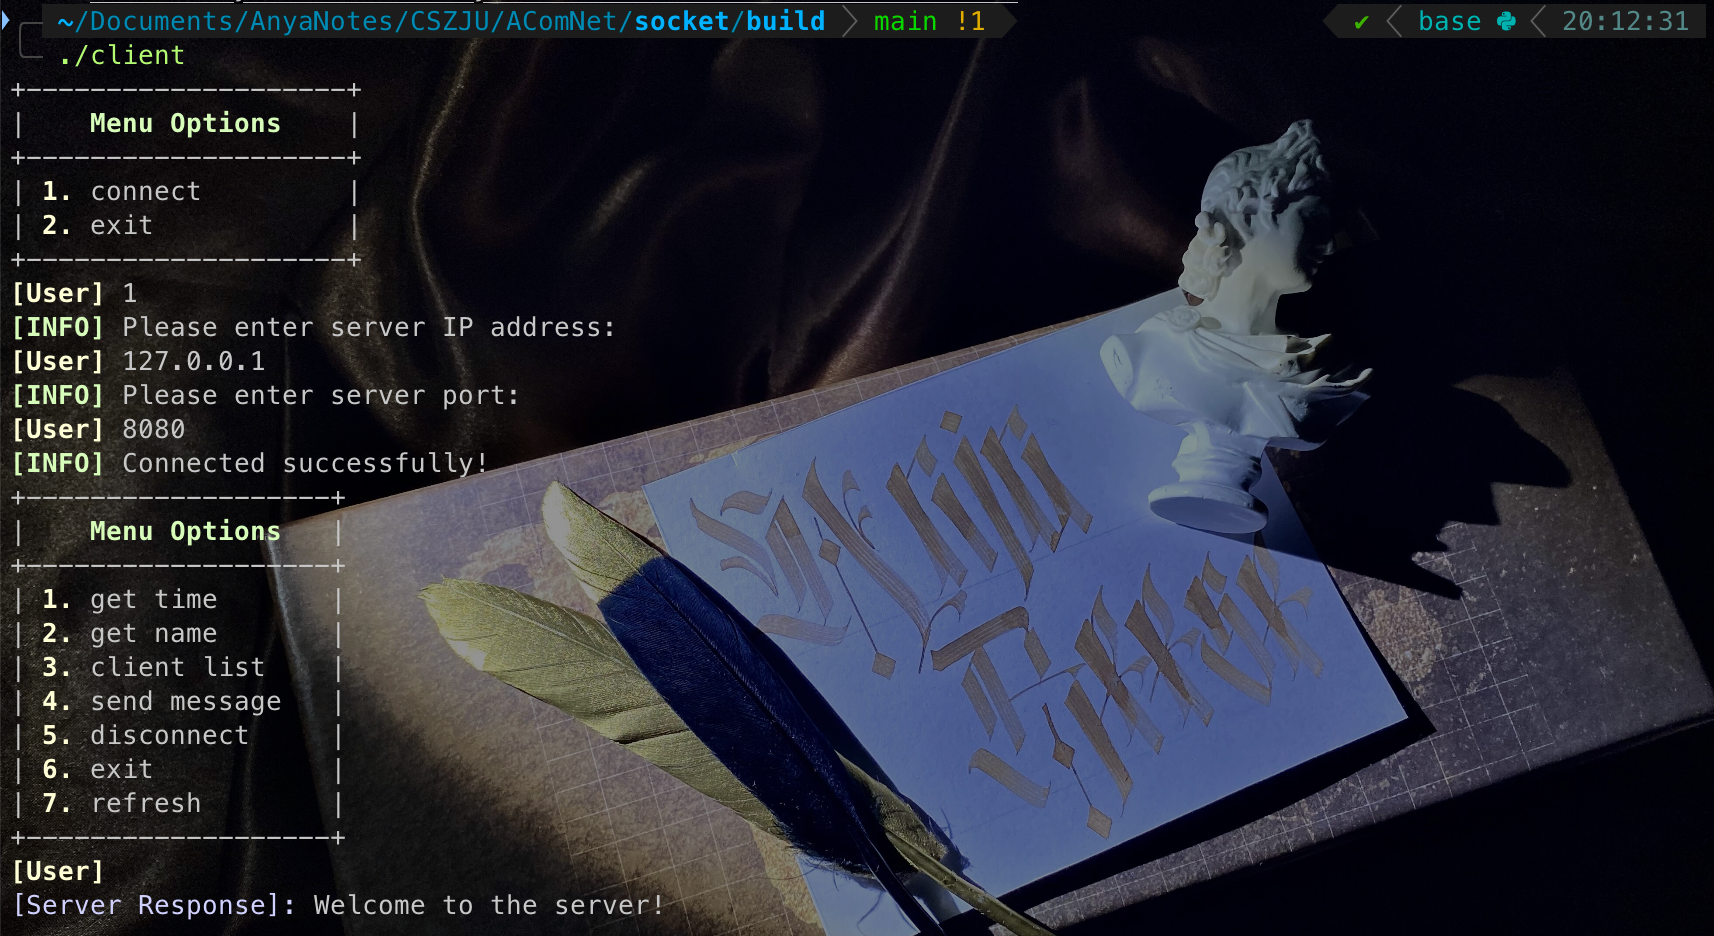 ~/Documents/AnyaNotes/CSZJU/AComNet/socket/build main !1 ✔ base 20:12:31
./client
+--------------------+
| Menu Options |
+--------------------+
| 1. connect |
| 2. exit |
+--------------------+
[User] 1
[INFO] Please enter server IP address:
[User] 127.0.0.1
[INFO] Please enter server port:
[User] 8080
[INFO] Connected successfully!
+-------------------+
| Menu Options |
+-------------------+
| 1. get time |
| 2. get name |
| 3. client list |
| 4. send message |
| 5. disconnect |
| 6. exit |
| 7. refresh |
+-------------------+
[User]
[Server Response]: Welcome to the server!